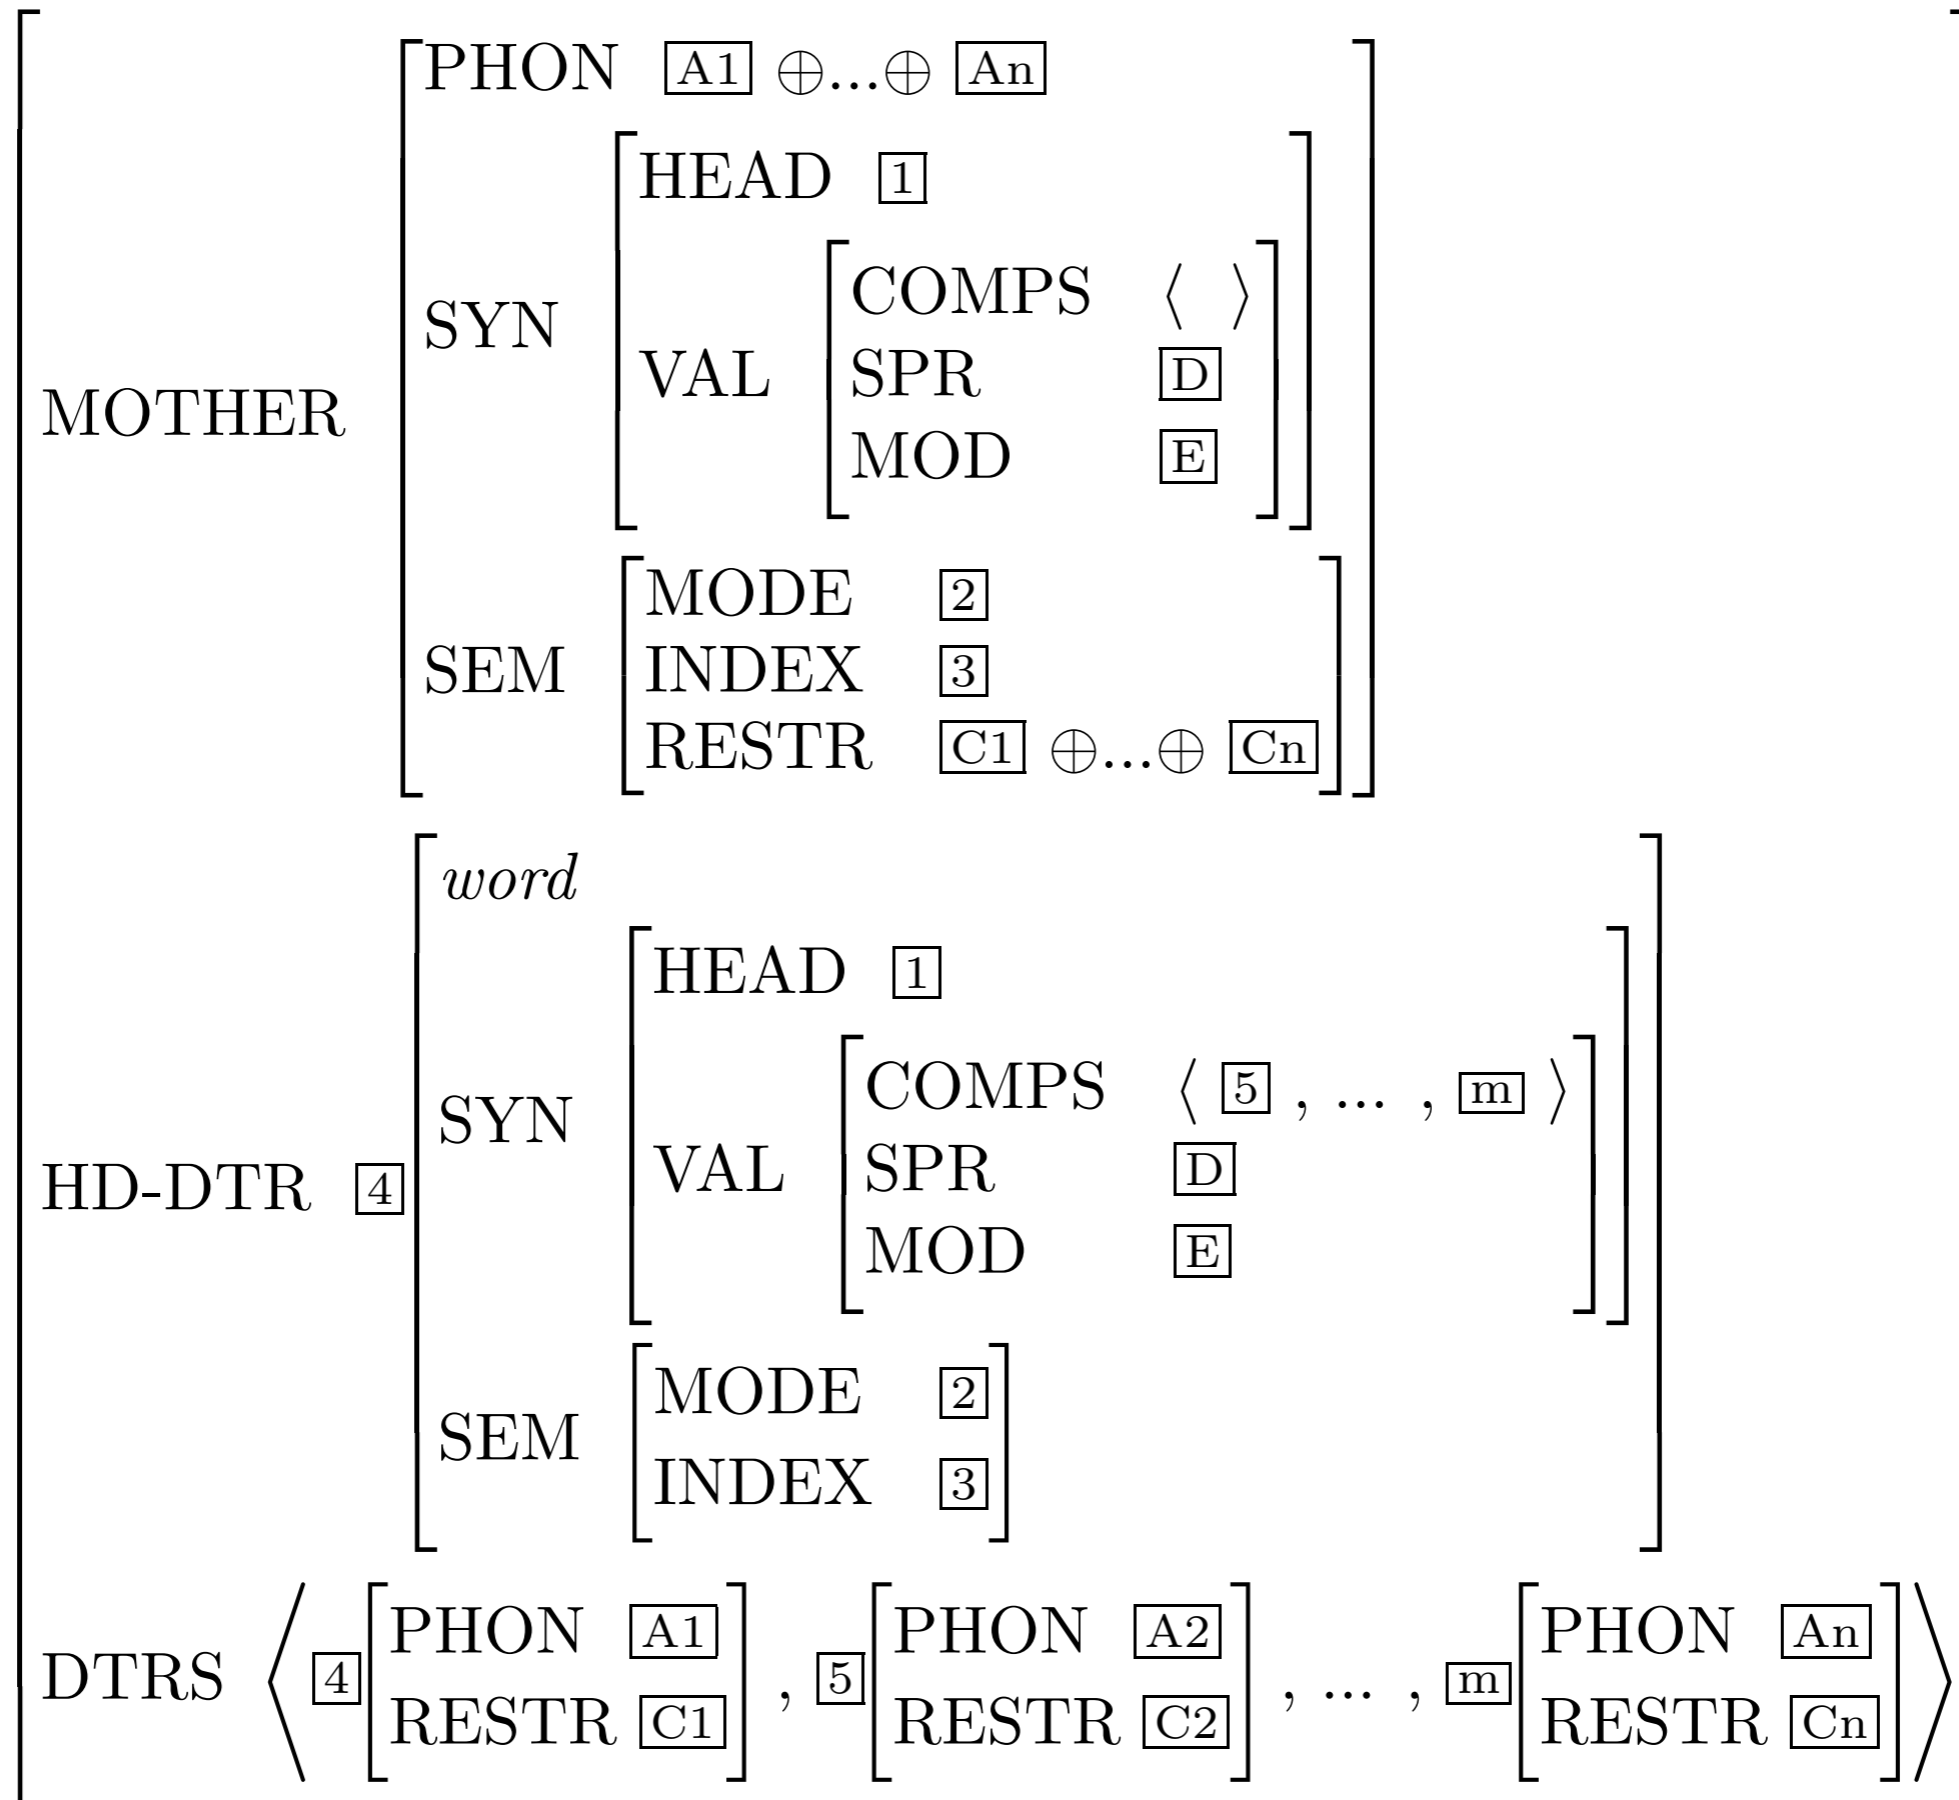 PHON A1 ⊕...⊕ An
HEAD 1
COMPS ⟨ ⟩
SYN
VAL SPR D
MOTHER
MOD E
MODE 2
SEM INDEX 3
RESTR C1 ⊕...⊕ Cn
word
HEAD 1
COMPS ⟨ 5 , ... , m ⟩
SYN
VAL SPR D
HD-DTR 4
MOD E
MODE 2
SEM
INDEX 3
PHON A1 PHON A2 PHON An
DTRS ⟨ 4 , 5 , ... , m ⟩
RESTR C1 RESTR C2 RESTR Cn